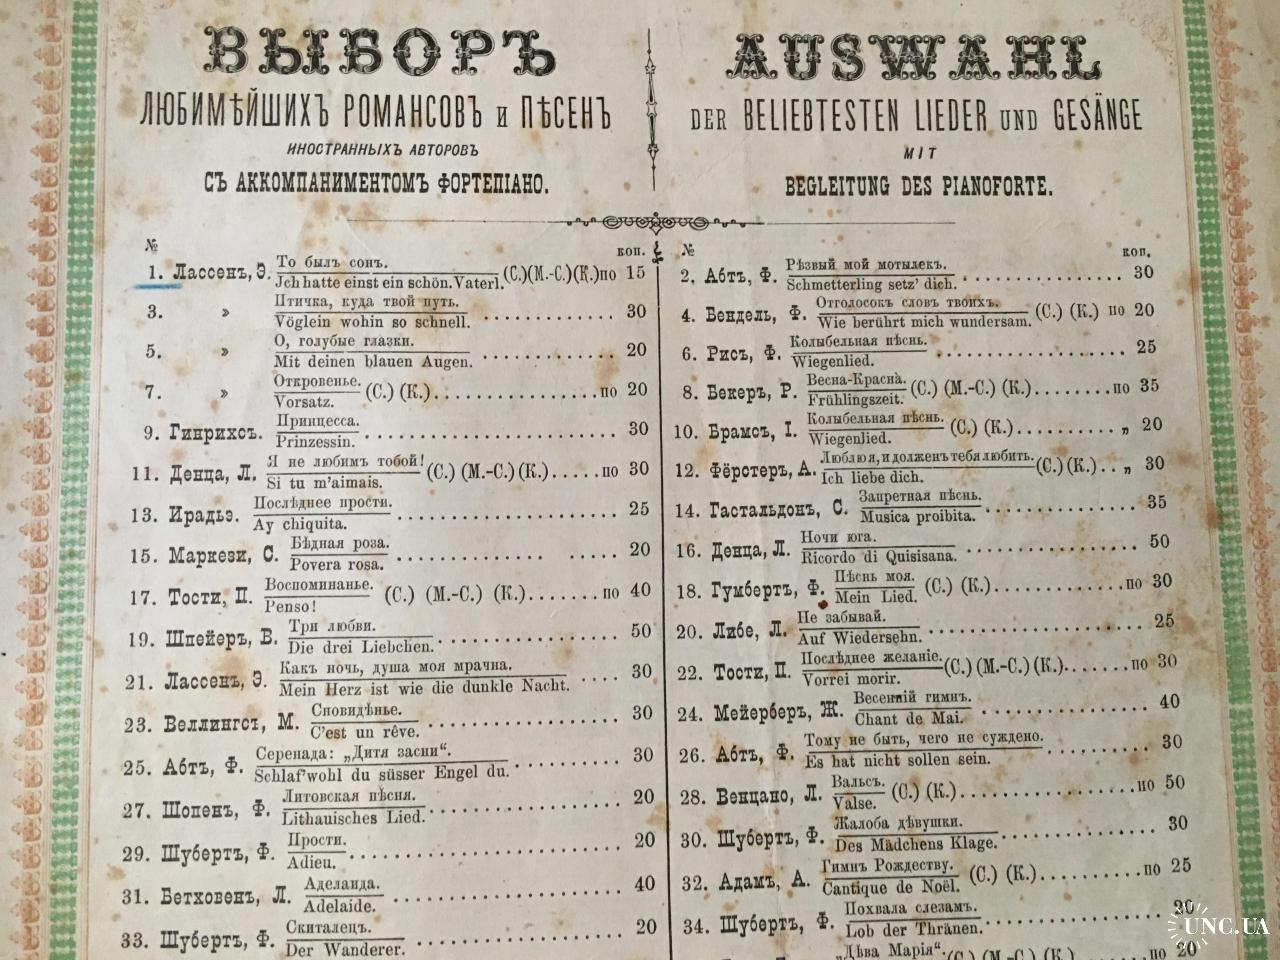 ВЫБОРЪ
ЛЮБИМѢЙШИХЪ РОМАНСОВЪ и ПѢСЕНЪ
ИНОСТРАННЫХЪ АВТОРОВЪ
СЪ АККОМПАНИМЕНТОМЪ ФОРТЕПІАНО.
AUSWAHL
DER BELIEBTESTEN LIEDER UND GESÄNGE
MIT
BEGLEITUNG DES PIANOFORTE.
№ коп.
То былъ сонъ.
1. Лассенъ, Э. (С.)(М.-С.)(К.)по 15
Ich hatte einst ein schön. Vaterl.
Птичка, куда твой путь.
3. » 30
Vöglein wohin so schnell.
О, голубые глазки.
5. » 20
Mit deinen blauen Augen.
Откровенье.
7. » (С.) (К.) по 20
Vorsatz.
Принцесса.
9. Гинрихсъ. 30
Prinzessin.
Я не любимъ тобой!
11. Денца, Л. (С.) (М.-С.) (К.) по 30
Si tu m'aimais.
Послѣднее прости.
13. Ирадьэ. 25
Ay chiquita.
Бѣдная роза.
15. Маркези, С. 20
Povera rosa.
Воспоминанье.
17. Тости, П. (С.) (М.-С.) (К.) по 40
Penso!
Три любви.
19. Шпейеръ, В. 50
Die drei Liebchen.
Какъ ночь, душа моя мрачна.
21. Лассенъ, Э. 30
Mein Herz ist wie die dunkle Nacht.
Сновидѣнье.
23. Веллингсъ, М. 30
C'est un rêve.
Серенада: „Дитя засни“.
25. Абтъ, Ф. 30
Schlaf'wohl du süsser Engel du.
Литовская пѣсня.
27. Шопенъ, Ф. 20
Lithauisches Lied.
Прости.
29. Шубертъ, Ф. 20
Adieu.
Аделаида.
31. Бетховенъ, Л. 40
Adelaide.
Скиталецъ.
33. Шубертъ, Ф. 20
Der Wanderer.
№ коп.
Рѣзвый мой мотылекъ.
2. Абтъ, Ф. 30
Schmetterling setz' dich.
Отголосокъ словъ твоихъ.
4. Бендель, Ф. (С.) (К.) по 20
Wie berührt mich wundersam.
Колыбельная пѣснь.
6. Рисъ, Ф. 25
Wiegenlied.
Весна-Красна.
8. Бекеръ, Р. (С.) (М.-С.) (К.) по 35
Frühlingszeit.
Колыбельная пѣснь.
10. Брамсъ, І. (С.) (К.) „ 20
Wiegenlied.
Люблю я, и долженъ тебя любить.
12. Фёрстеръ, А. (С.) (К.) „ 30
Ich liebe dich.
Запретная пѣснь.
14. Гастальдонъ, С. 35
Musica proibita.
Ночи юга.
16. Денца, Л. 50
Ricordo di Quisisana.
Пѣснь моя.
18. Гумбертъ, Ф. (С.) (К.) по 30
Mein Lied.
Не забывай.
20. Либе, Л. 25
Auf Wiedersehn.
Послѣднее желаніе.
22. Тости, П. (С.) (М.-С.) (К.) по 30
Vorrei morir.
Весенній гимнъ.
24. Мейерберъ, Ж. 40
Chant de Mai.
Тому не быть, чего не суждено.
26. Абтъ, Ф. 30
Es hat nicht sollen sein.
Вальсъ.
28. Венцано, Л. (С.) (К.) по 50
Valse.
Жалоба дѣвушки.
30. Шубертъ, Ф. 30
Des Mädchens Klage.
Гимнъ Рождеству.
32. Адамъ, А. (С.) (К.) по 25
Cantique de Noël.
Похвала слезамъ.
34. Шубертъ, Ф. 20
Lob der Thränen.
„Дѣва Марія“.
20
UNC.UA